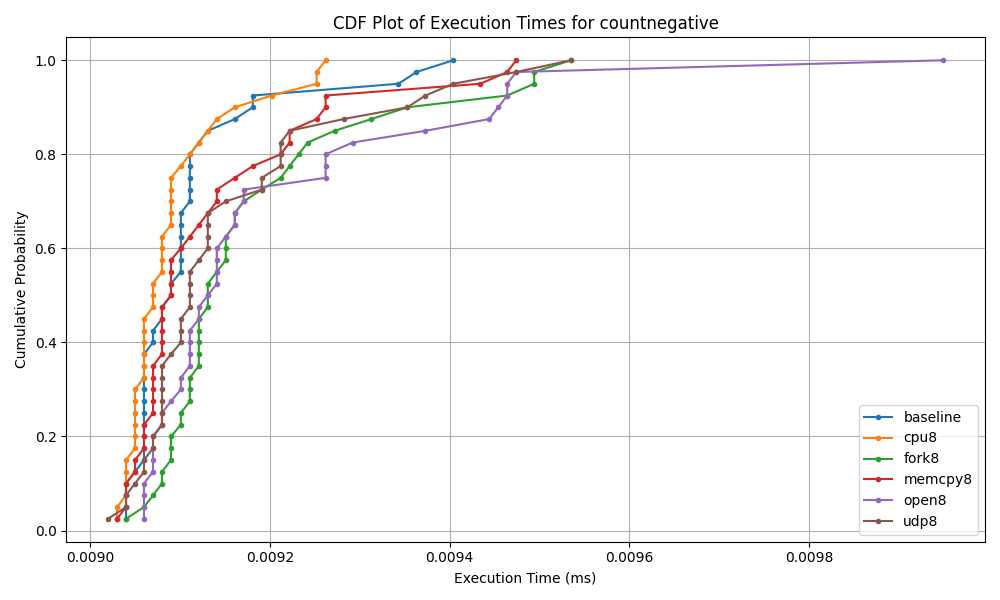 CDF Plot of Execution Times for countnegative
Cumulative Probability
1.0
0.8
0.6
0.4
0.2
0.0
0.0090
0.0092
0.0094
0.0096
0.0098
Execution Time (ms)
baseline
cpu8
fork8
memcpy8
open8
udp8